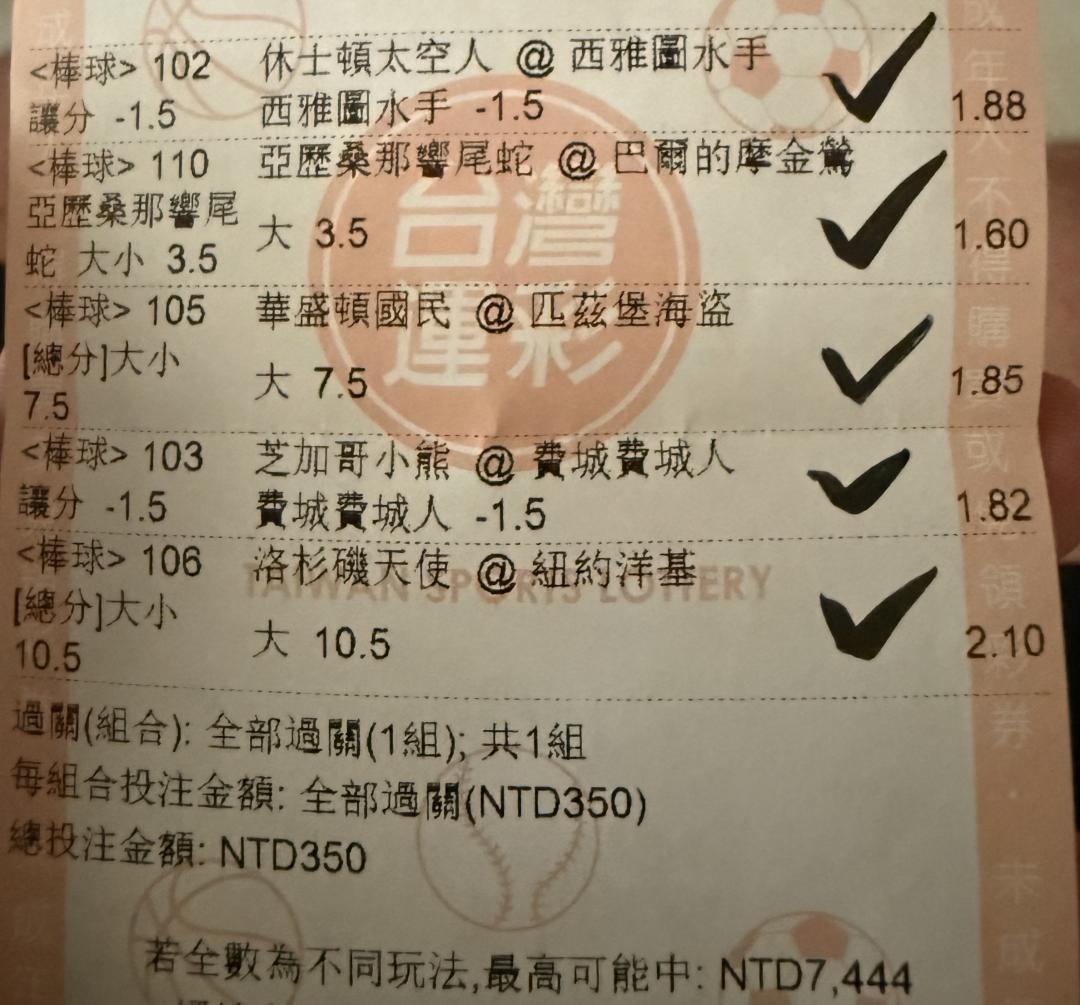 <棒球> 102 休士頓太空人 @ 西雅圖水手
讓分 -1.5 西雅圖水手 -1.5 1.88
<棒球> 110 亞歷桑那響尾蛇 @ 巴爾的摩金鶯
亞歷桑那響尾
蛇 大小 3.5 大 3.5 1.60
<棒球> 105 華盛頓國民 @ 匹茲堡海盜
[總分]大小
7.5 大 7.5 1.85
<棒球> 103 芝加哥小熊 @ 費城費城人
讓分 -1.5 費城費城人 -1.5 1.82
<棒球> 106 洛杉磯天使 @ 紐約洋基
[總分]大小
10.5 大 10.5 2.10
過關(組合): 全部過關(1組); 共1組
每組合投注金額: 全部過關(NTD350)
總投注金額: NTD350
若全數為不同玩法,最高可能中: NTD7,444
台灣
運彩
TAIWAN SPORTS LOTTERY